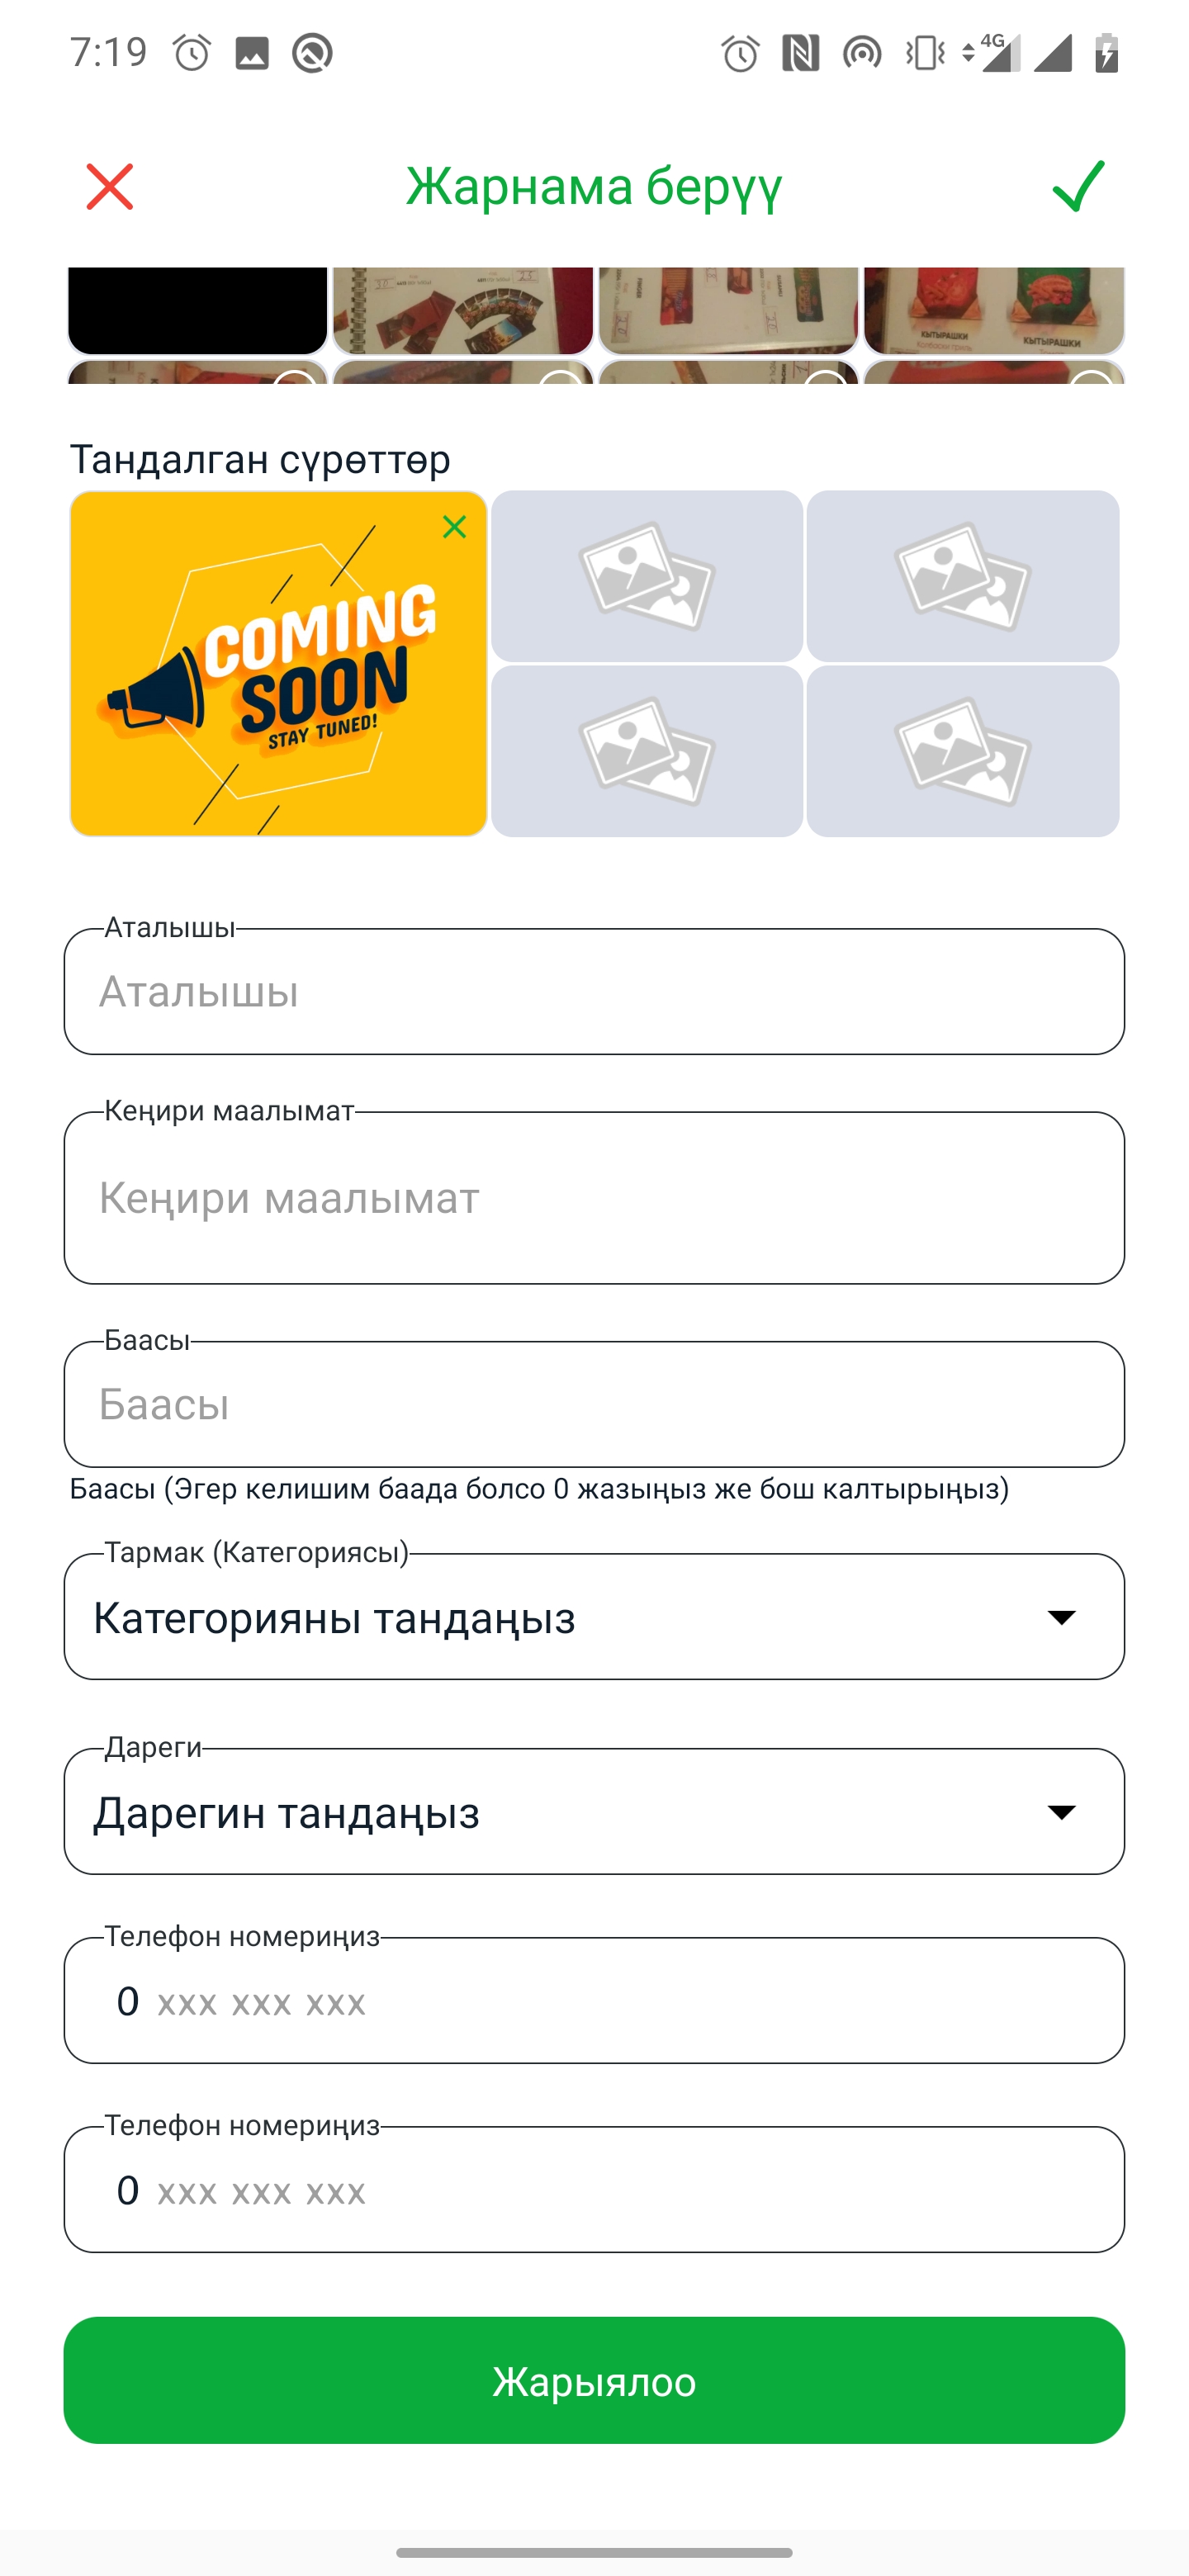 7:19
4G
Жарнама берүү
КЫТЫРАШКИ
КЫТЫРАШКИ
Тандалган сүрөттөр
COMING
SOON
STAY TUNED!
Аталышы
Аталышы
Кеңири маалымат
Кеңири маалымат
Баасы
Баасы
Баасы (Эгер келишим баада болсо 0 жазыңыз же бош калтырыңыз)
Тармак (Категориясы)
Категорияны тандаңыз
Дареги
Дарегин тандаңыз
Телефон номериңиз
0 xxx xxx xxx
Телефон номериңиз
0 xxx xxx xxx
Жарыялоо